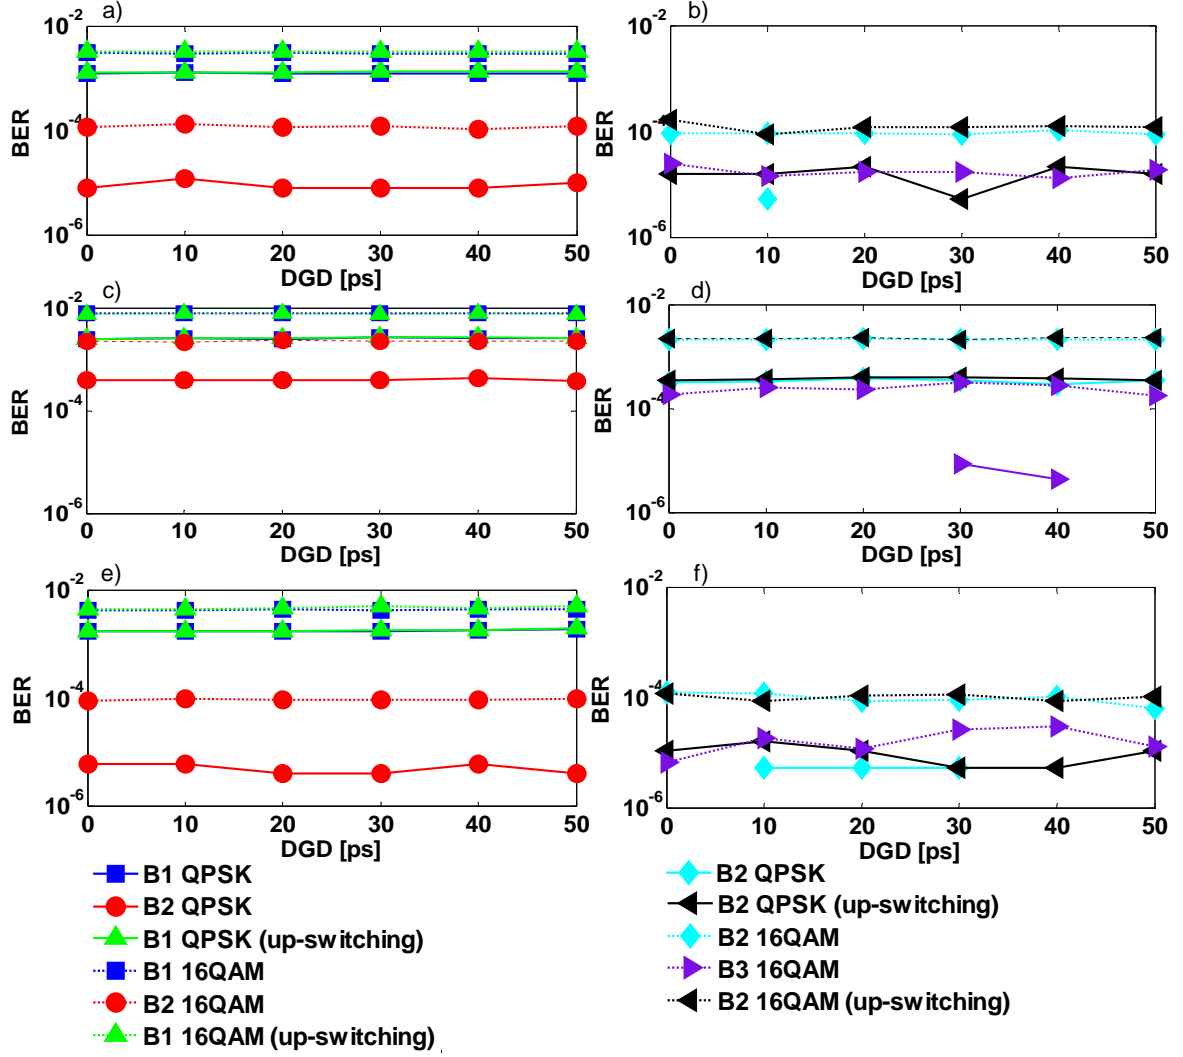 a)
10-2
10-4
10-6
BER
0 10 20 30 40 50
DGD [ps]
b)
10-2
10-4
10-6
BER
0 10 20 30 40 50
DGD [ps]
c)
10-2
10-4
10-6
BER
0 10 20 30 40 50
DGD [ps]
d)
10-2
10-4
10-6
BER
0 10 20 30 40 50
DGD [ps]
e)
10-2
10-4
10-6
BER
0 10 20 30 40 50
DGD [ps]
f)
10-2
10-4
10-6
BER
0 10 20 30 40 50
DGD [ps]
B1 QPSK
B2 QPSK
B1 QPSK (up-switching)
B1 16QAM
B2 16QAM
B1 16QAM (up-switching)
B2 QPSK
B2 QPSK (up-switching)
B2 16QAM
B3 16QAM
B2 16QAM (up-switching)